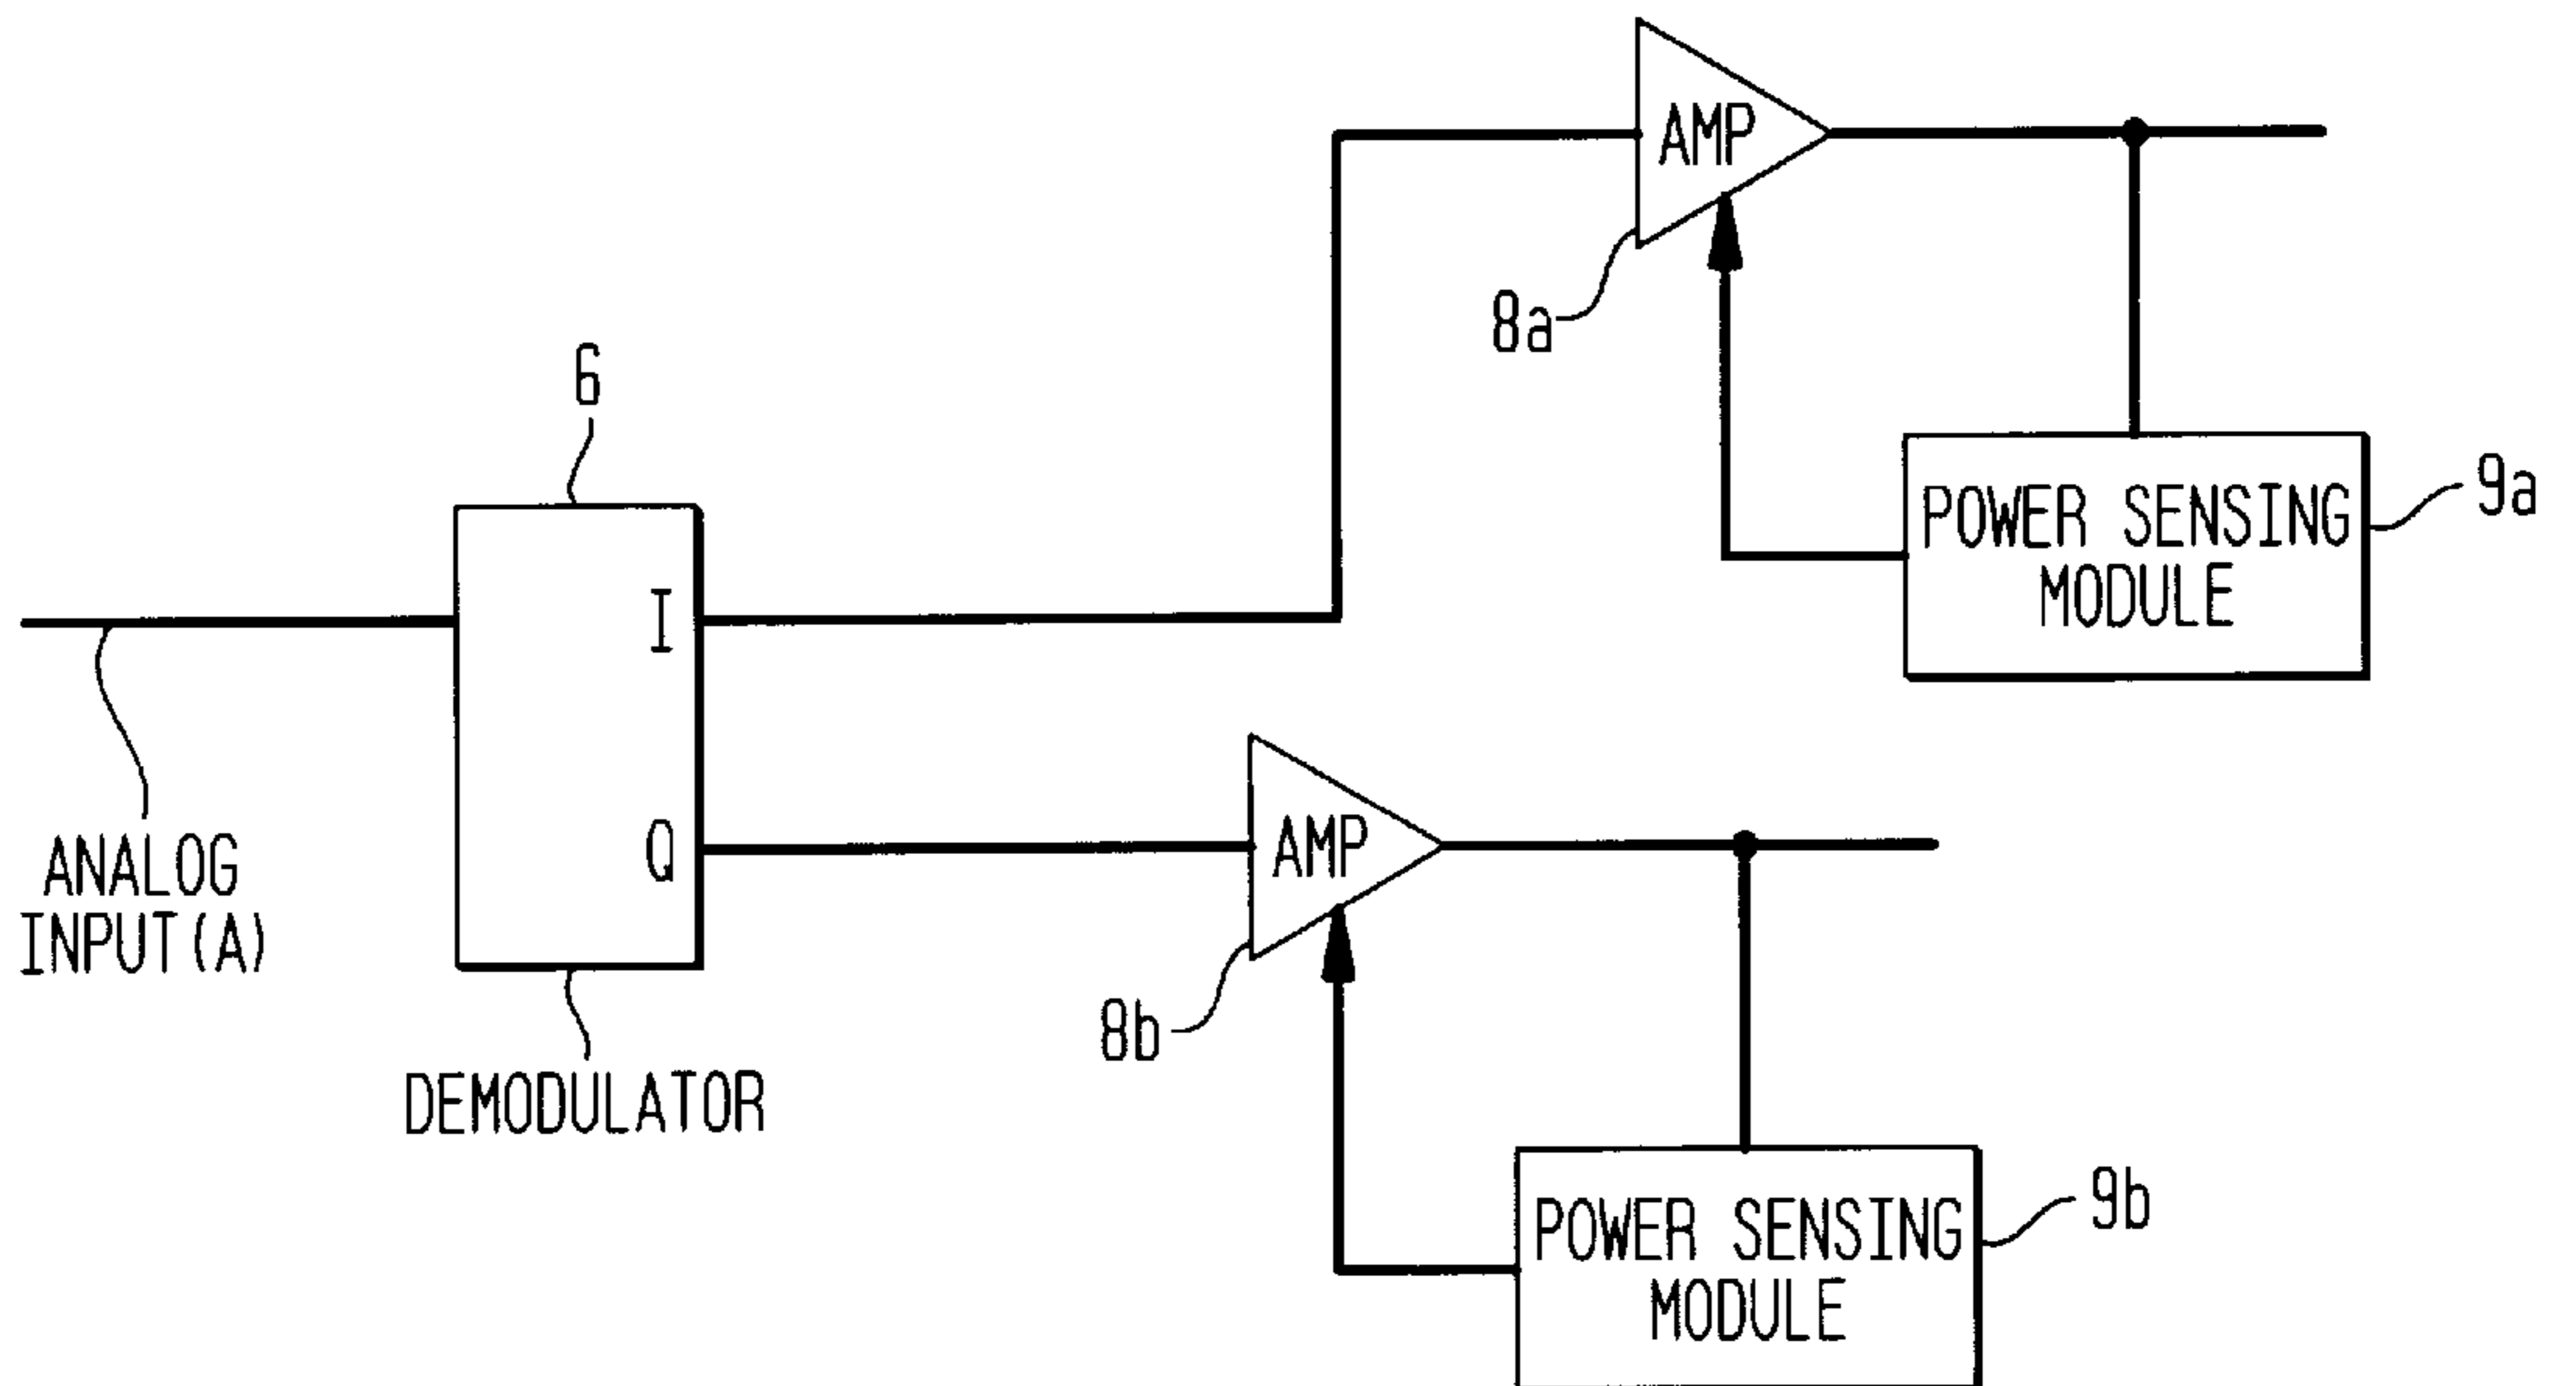 AMP
8a
6
POWER SENSING
MODULE
9a
I
ANALOG
INPUT(A)
Q
AMP
8b
DEMODULATOR
POWER SENSING
MODULE
9b